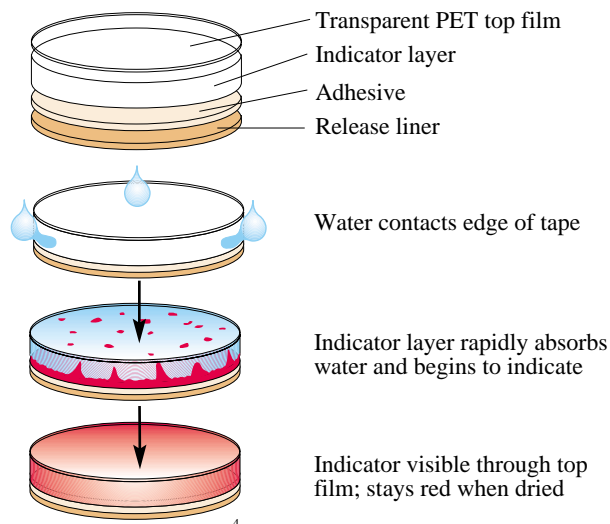 Transparent PET top film
Indicator layer
Adhesive
Release liner
Water contacts edge of tape
Indicator layer rapidly absorbs
water and begins to indicate
Indicator visible through top
film; stays red when dried